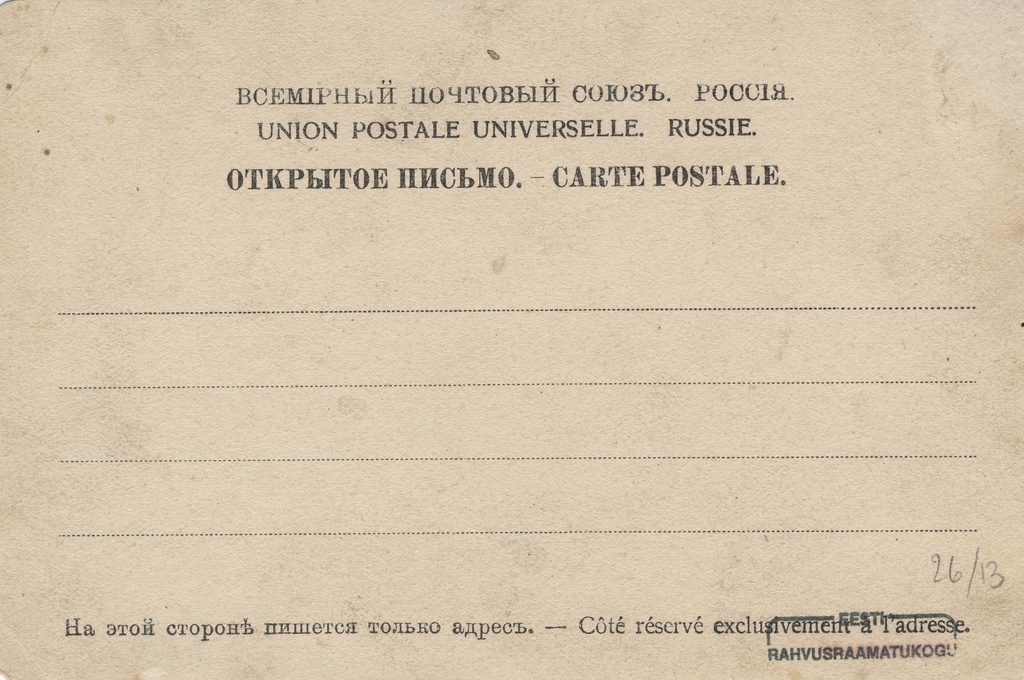 ВСЕМІРНЫЙ ПОЧТОВЫЙ СОЮЗЪ. РОССІЯ.
UNION POSTALE UNIVERSELLE. RUSSIE.
ОТКРЫТОЕ ПИСЬМО. – CARTE POSTALE.
26/13
На этой сторонѣ пишется только адресъ. — Côté réservé exclusivement à l'adresse.
EESTI
RAHVUSRAAMATUKOGU